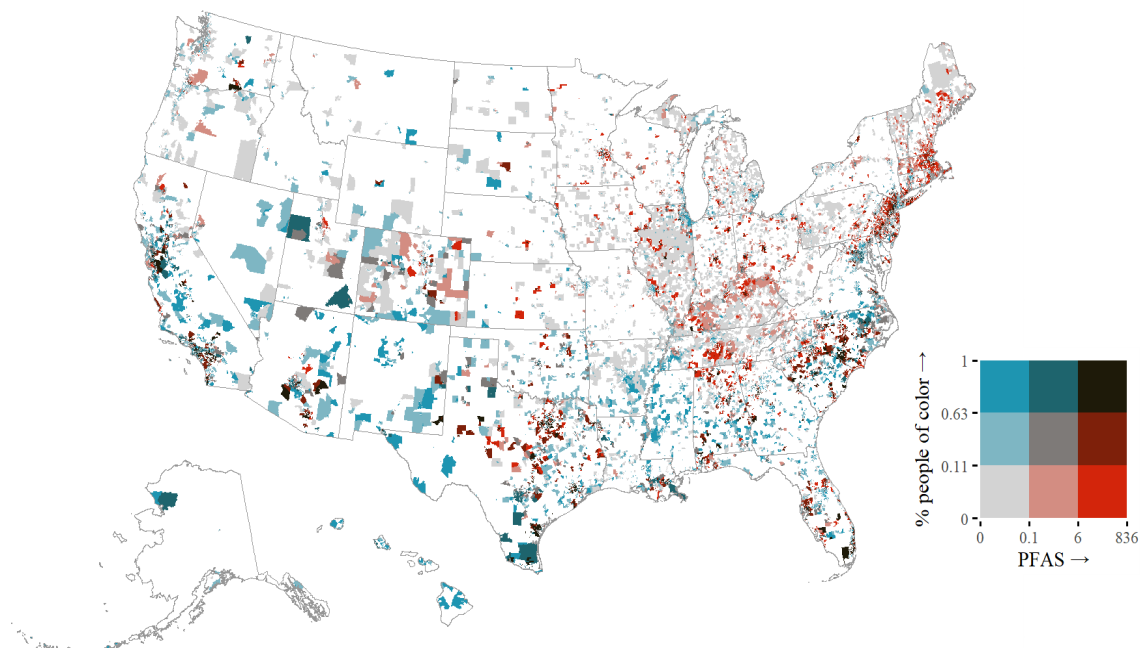 % people of color →
1
0.63
0.11
0
0 0.1 6 836
PFAS →